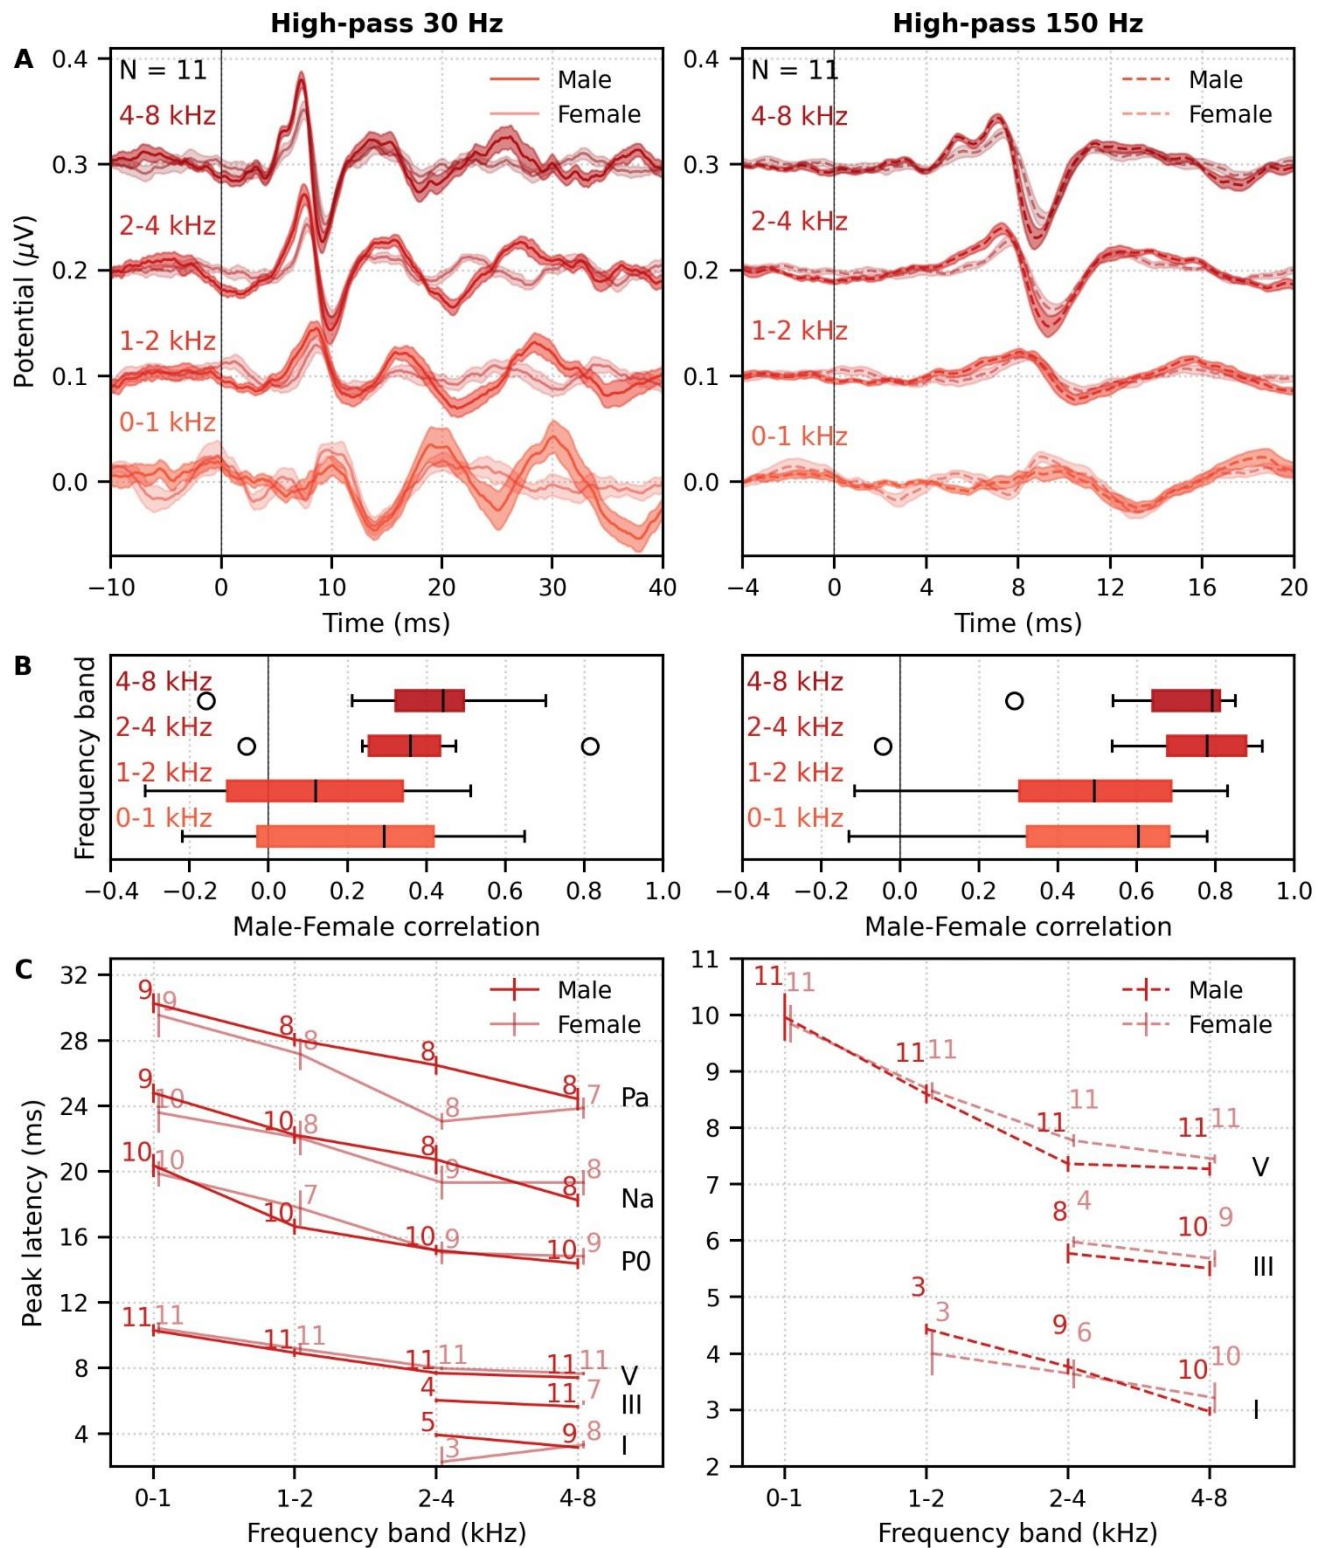 High-pass 30 Hz
High-pass 150 Hz
A
0.4
0.3
0.2
0.1
0.0
Potential (μV)
N = 11
4-8 kHz
2-4 kHz
1-2 kHz
0-1 kHz
Male
Female
−10 0 10 20 30 40
Time (ms)
N = 11
4-8 kHz
2-4 kHz
1-2 kHz
0-1 kHz
Male
Female
−4 0 4 8 12 16 20
Time (ms)
B
Frequency band
4-8 kHz
2-4 kHz
1-2 kHz
0-1 kHz
−0.4 −0.2 0.0 0.2 0.4 0.6 0.8 1.0
Male-Female correlation
4-8 kHz
2-4 kHz
1-2 kHz
0-1 kHz
−0.4 −0.2 0.0 0.2 0.4 0.6 0.8 1.0
Male-Female correlation
C
Peak latency (ms)
32
28
24
20
16
12
8
4
Male
Female
9 9 8 8 8 8 8 7 Pa
9 10 10 8 8 9 8 8 Na
10 10 10 7 10 9 10 9 P0
11 11 11 11 11 11 11 11 V
4 11 7 III
5 3 9 8 I
0-1 1-2 2-4 4-8
Frequency band (kHz)
11
10
9
8
7
6
5
4
3
2
Male
Female
11 11 11 11 11 11 11 11 V
8 4 10 9 III
3 3 9 6 10 10 I
0-1 1-2 2-4 4-8
Frequency band (kHz)